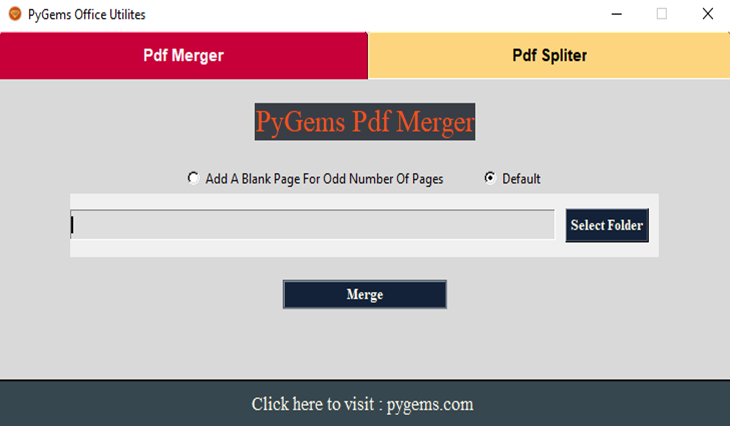 PyGems Office Utilites
Pdf Merger
Pdf Spliter
PyGems Pdf Merger
Add A Blank Page For Odd Number Of Pages
Default
Select Folder
Merge
Click here to visit : pygems.com